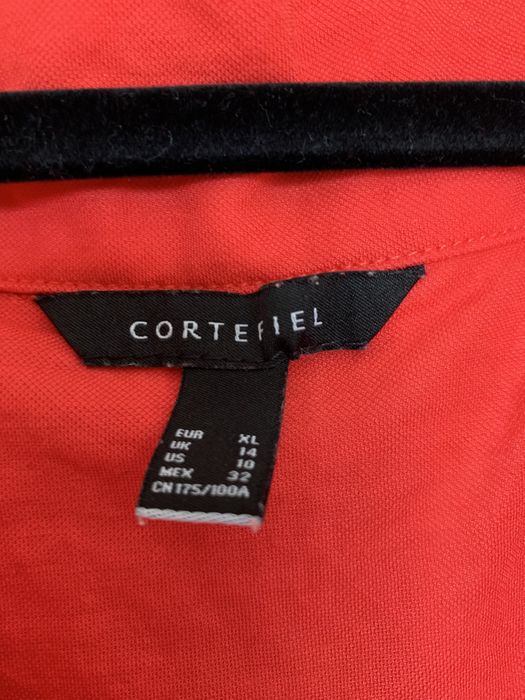 CORTEFIEL
EUR XL
UK 14
US 10
MEX 32
CN 175/100A